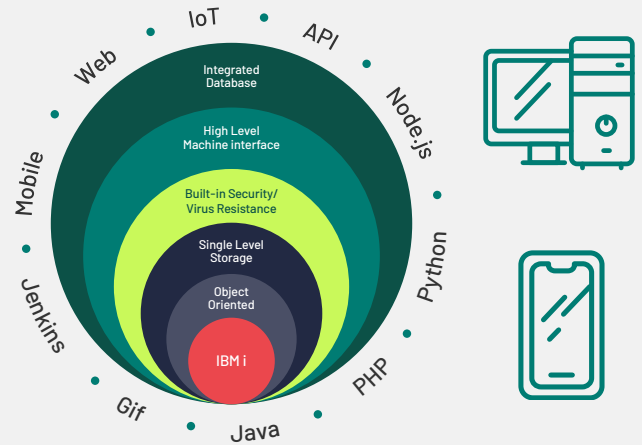 IoT
API
Node.js
Python
PHP
Java
Gif
Jenkins
Mobile
Web
Integrated
Database
High Level
Machine interface
Built-in Security/
Virus Resistance
Single Level
Storage
Object
Oriented
IBM i